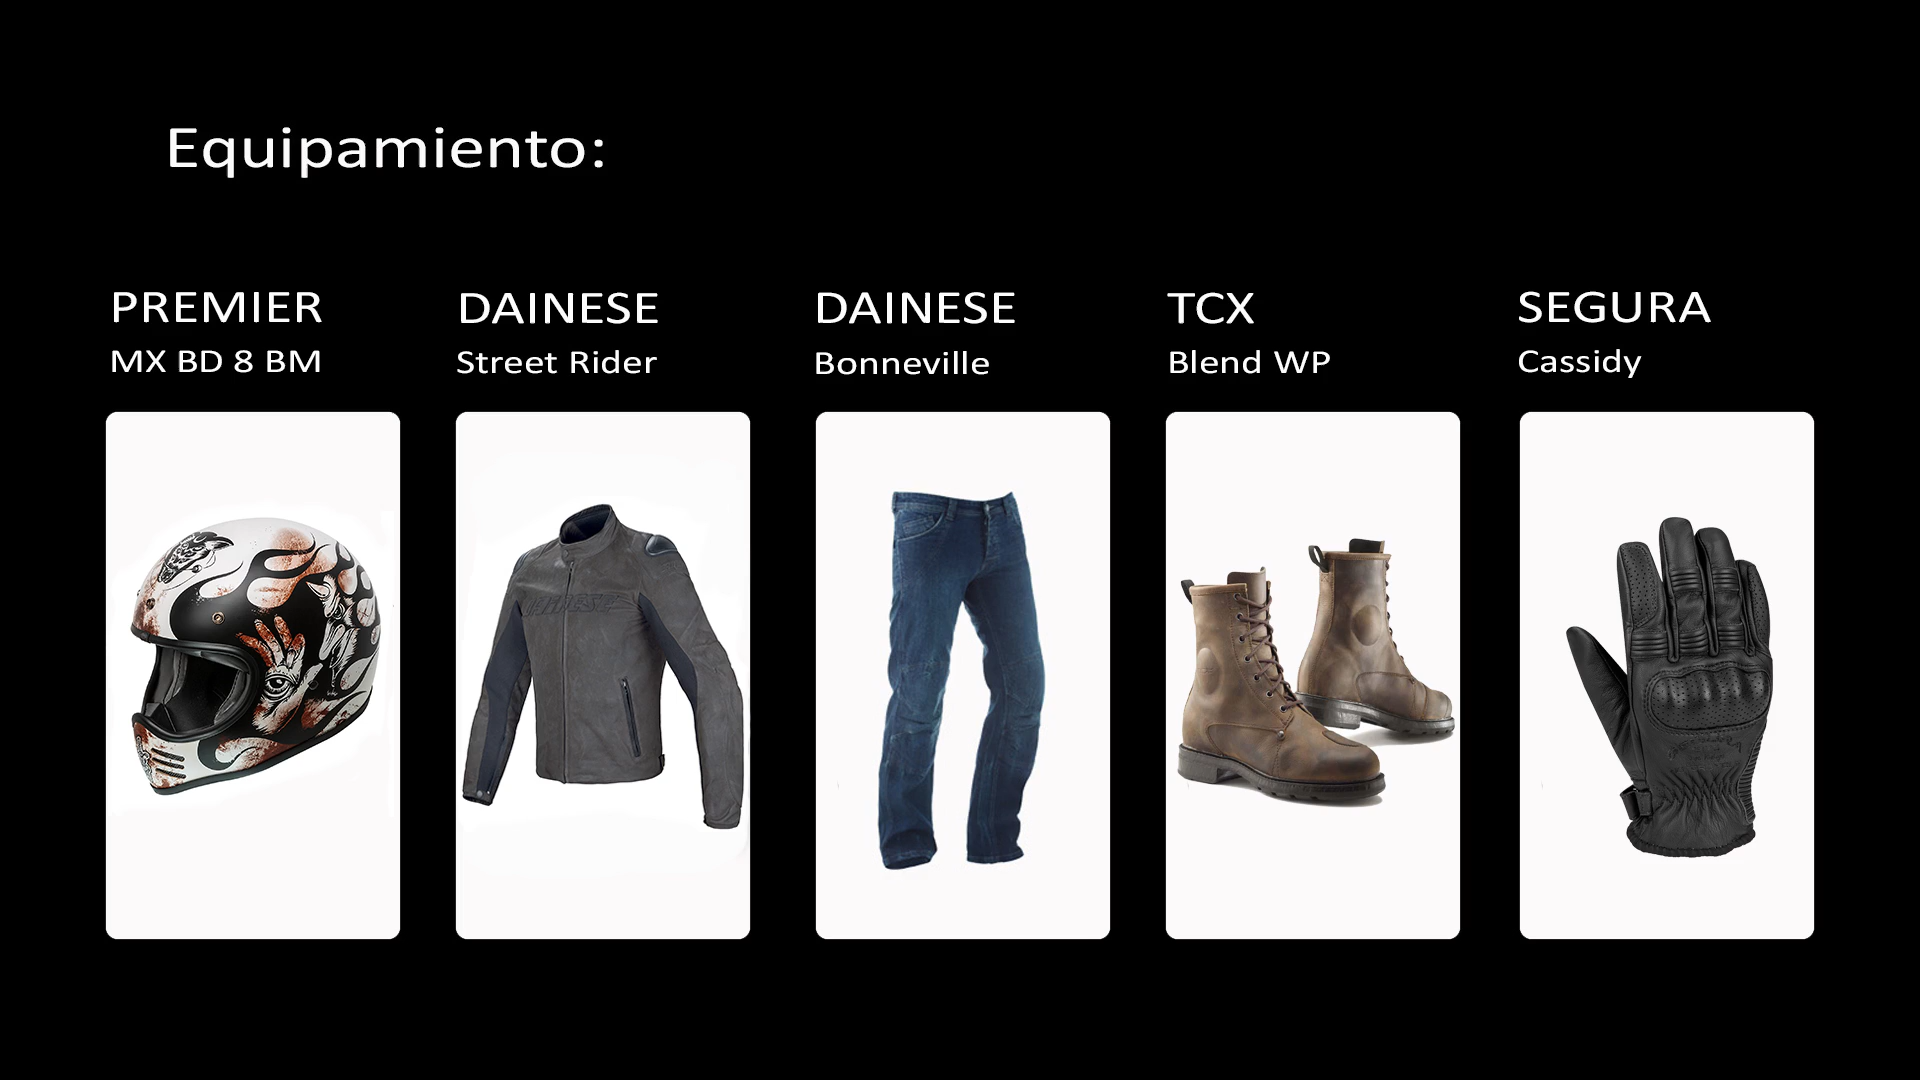 Equipamiento:
PREMIER
MX BD 8 BM
DAINESE
Street Rider
DAINESE
Bonneville
TCX
Blend WP
SEGURA
Cassidy